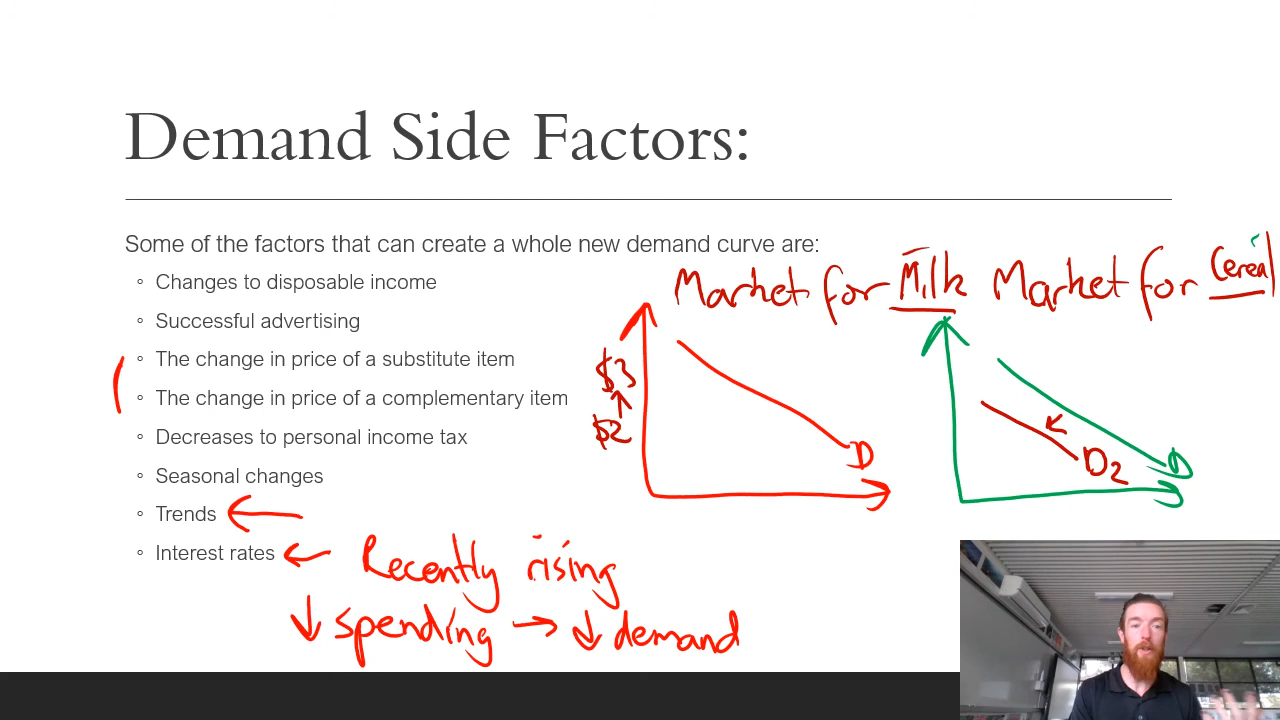 Demand Side Factors:
Some of the factors that can create a whole new demand curve are:
Changes to disposable income
Successful advertising
The change in price of a substitute item
The change in price of a complementary item
Decreases to personal income tax
Seasonal changes
Trends
Interest rates
Recently rising
↓ spending → ↓ demand
Market for Milk
$3
↑
$2
D
Market for Cereal
D
D2